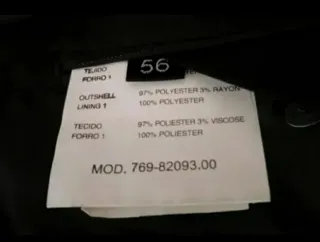 56
TEJIDO
FORRO 1
OUTSHELL 97% POLYESTER 3% RAYON
LINING 1 100% POLYESTER
TECIDO 97% POLIESTER 3% VISCOSE
FORRO 1 100% POLIESTER
MOD. 769-82093.00